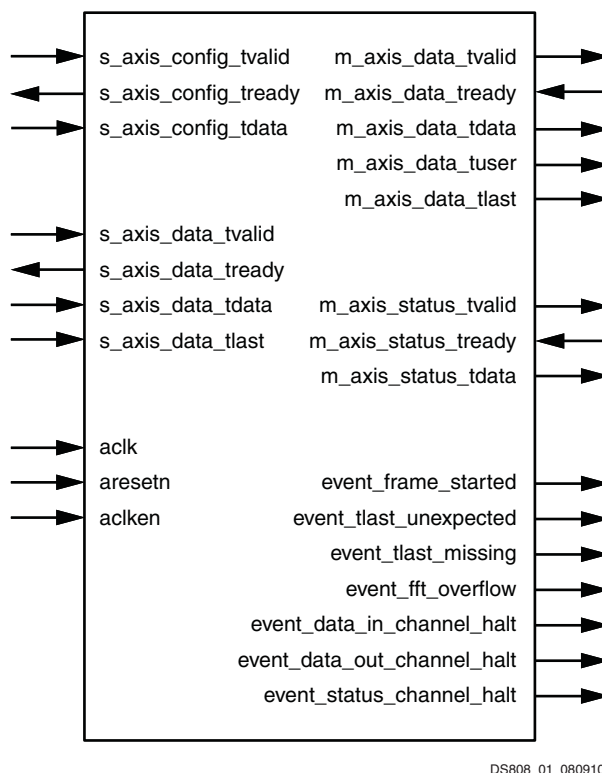 s_axis_config_tvalid m_axis_data_tvalid
s_axis_config_tready m_axis_data_tready
s_axis_config_tdata m_axis_data_tdata
m_axis_data_tuser
m_axis_data_tlast
s_axis_data_tvalid
s_axis_data_tready
s_axis_data_tdata m_axis_status_tvalid
s_axis_data_tlast m_axis_status_tready
m_axis_status_tdata
aclk
aresetn event_frame_started
aclken event_tlast_unexpected
event_tlast_missing
event_fft_overflow
event_data_in_channel_halt
event_data_out_channel_halt
event_status_channel_halt
DS808_01_080910